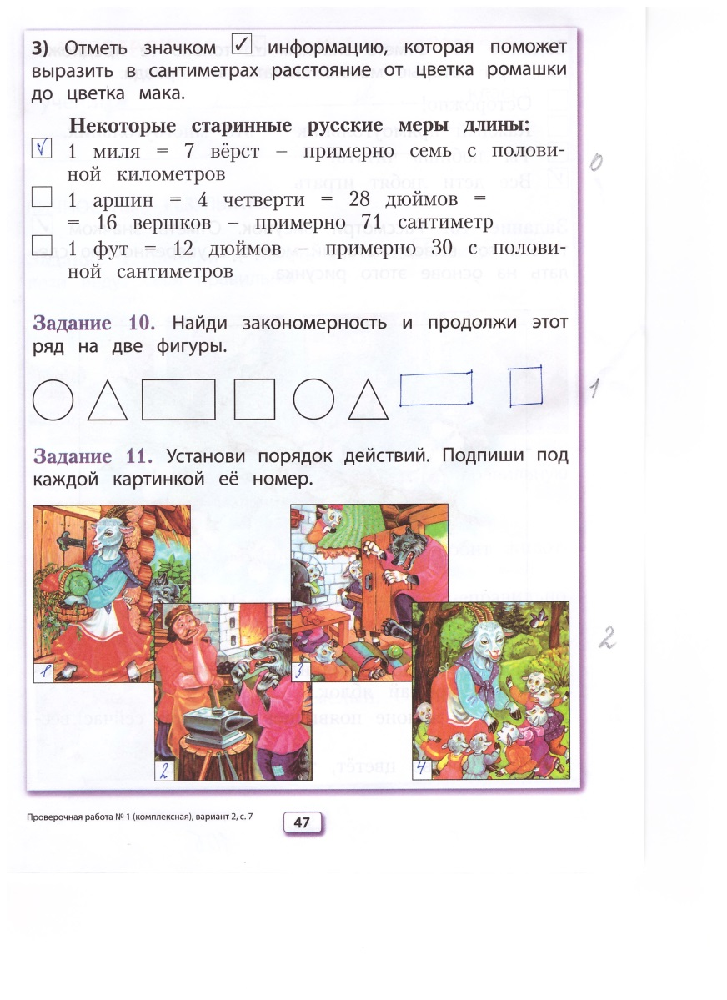 3) Отметь значком ✓ информацию, которая поможет
выразить в сантиметрах расстояние от цветка ромашки
до цветка мака.
Некоторые старинные русские меры длины:
✓ 1 миля = 7 вёрст – примерно семь с полови-
ной километров
0
1 аршин = 4 четверти = 28 дюймов =
= 16 вершков – примерно 71 сантиметр
1 фут = 12 дюймов – примерно 30 с полови-
ной сантиметров
Задание 10. Найди закономерность и продолжи этот
ряд на две фигуры.
1
Задание 11. Установи порядок действий. Подпиши под
каждой картинкой её номер.
1
3
2
2
4
Проверочная работа № 1 (комплексная), вариант 2, с. 7
47